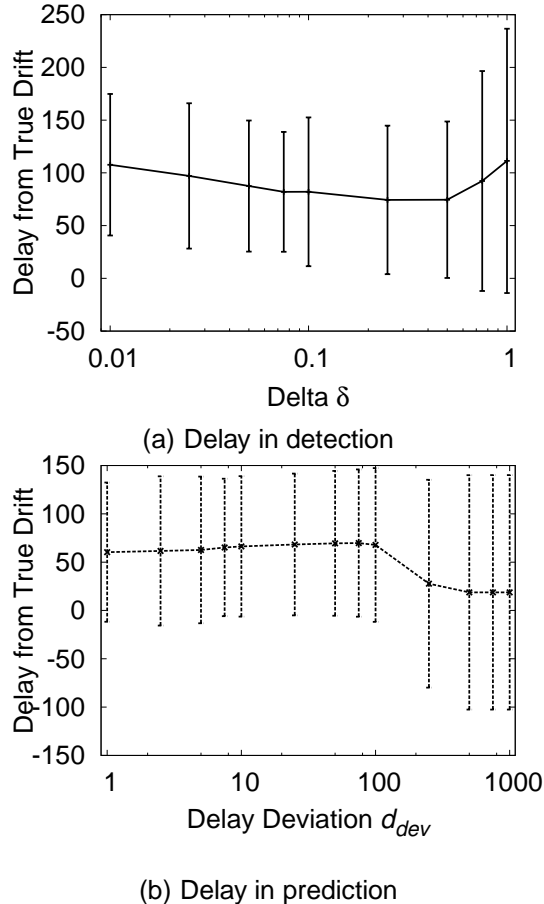 250
200
150
100
50
0
-50
Delay from True Drift
0.01 0.1 1
Delta δ
(a) Delay in detection
150
100
50
0
-50
-100
-150
Delay from True Drift
1 10 100 1000
Delay Deviation d_dev
(b) Delay in prediction